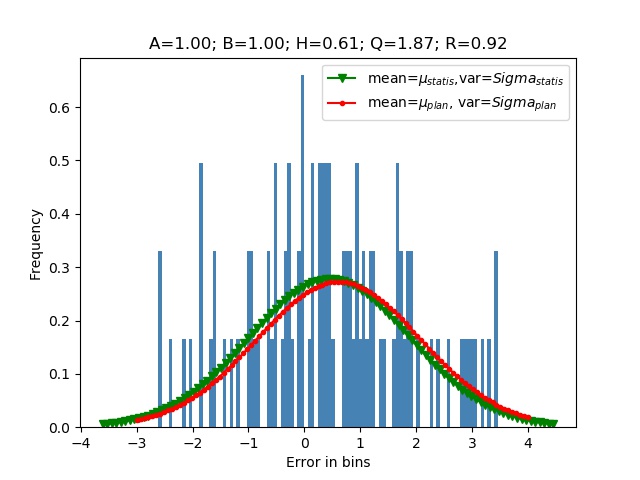 A=1.00; B=1.00; H=0.61; Q=1.87; R=0.92
mean=μstatis,var=Sigmastatis
mean=μplan, var=Sigmaplan
0.6
0.5
0.4
0.3
0.2
0.1
0.0
Frequency
−4 −3 −2 −1 0 1 2 3 4
Error in bins